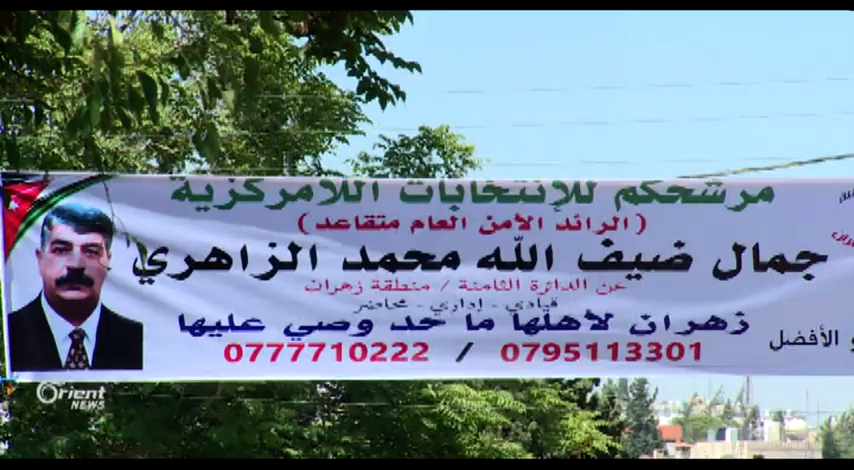 مرشحكم للإنتخابات اللامركزية
(الرائد الأمن العام متقاعد)
جمال ضيف الله محمد الزاهري
عن الدائرة الثامنة / منطقة زهران
قيادي - إداري - محاضر
زهران لأهلها ما حد وصي عليها
0777710222 / 0795113301
و الأفضل
Orient
NEWS